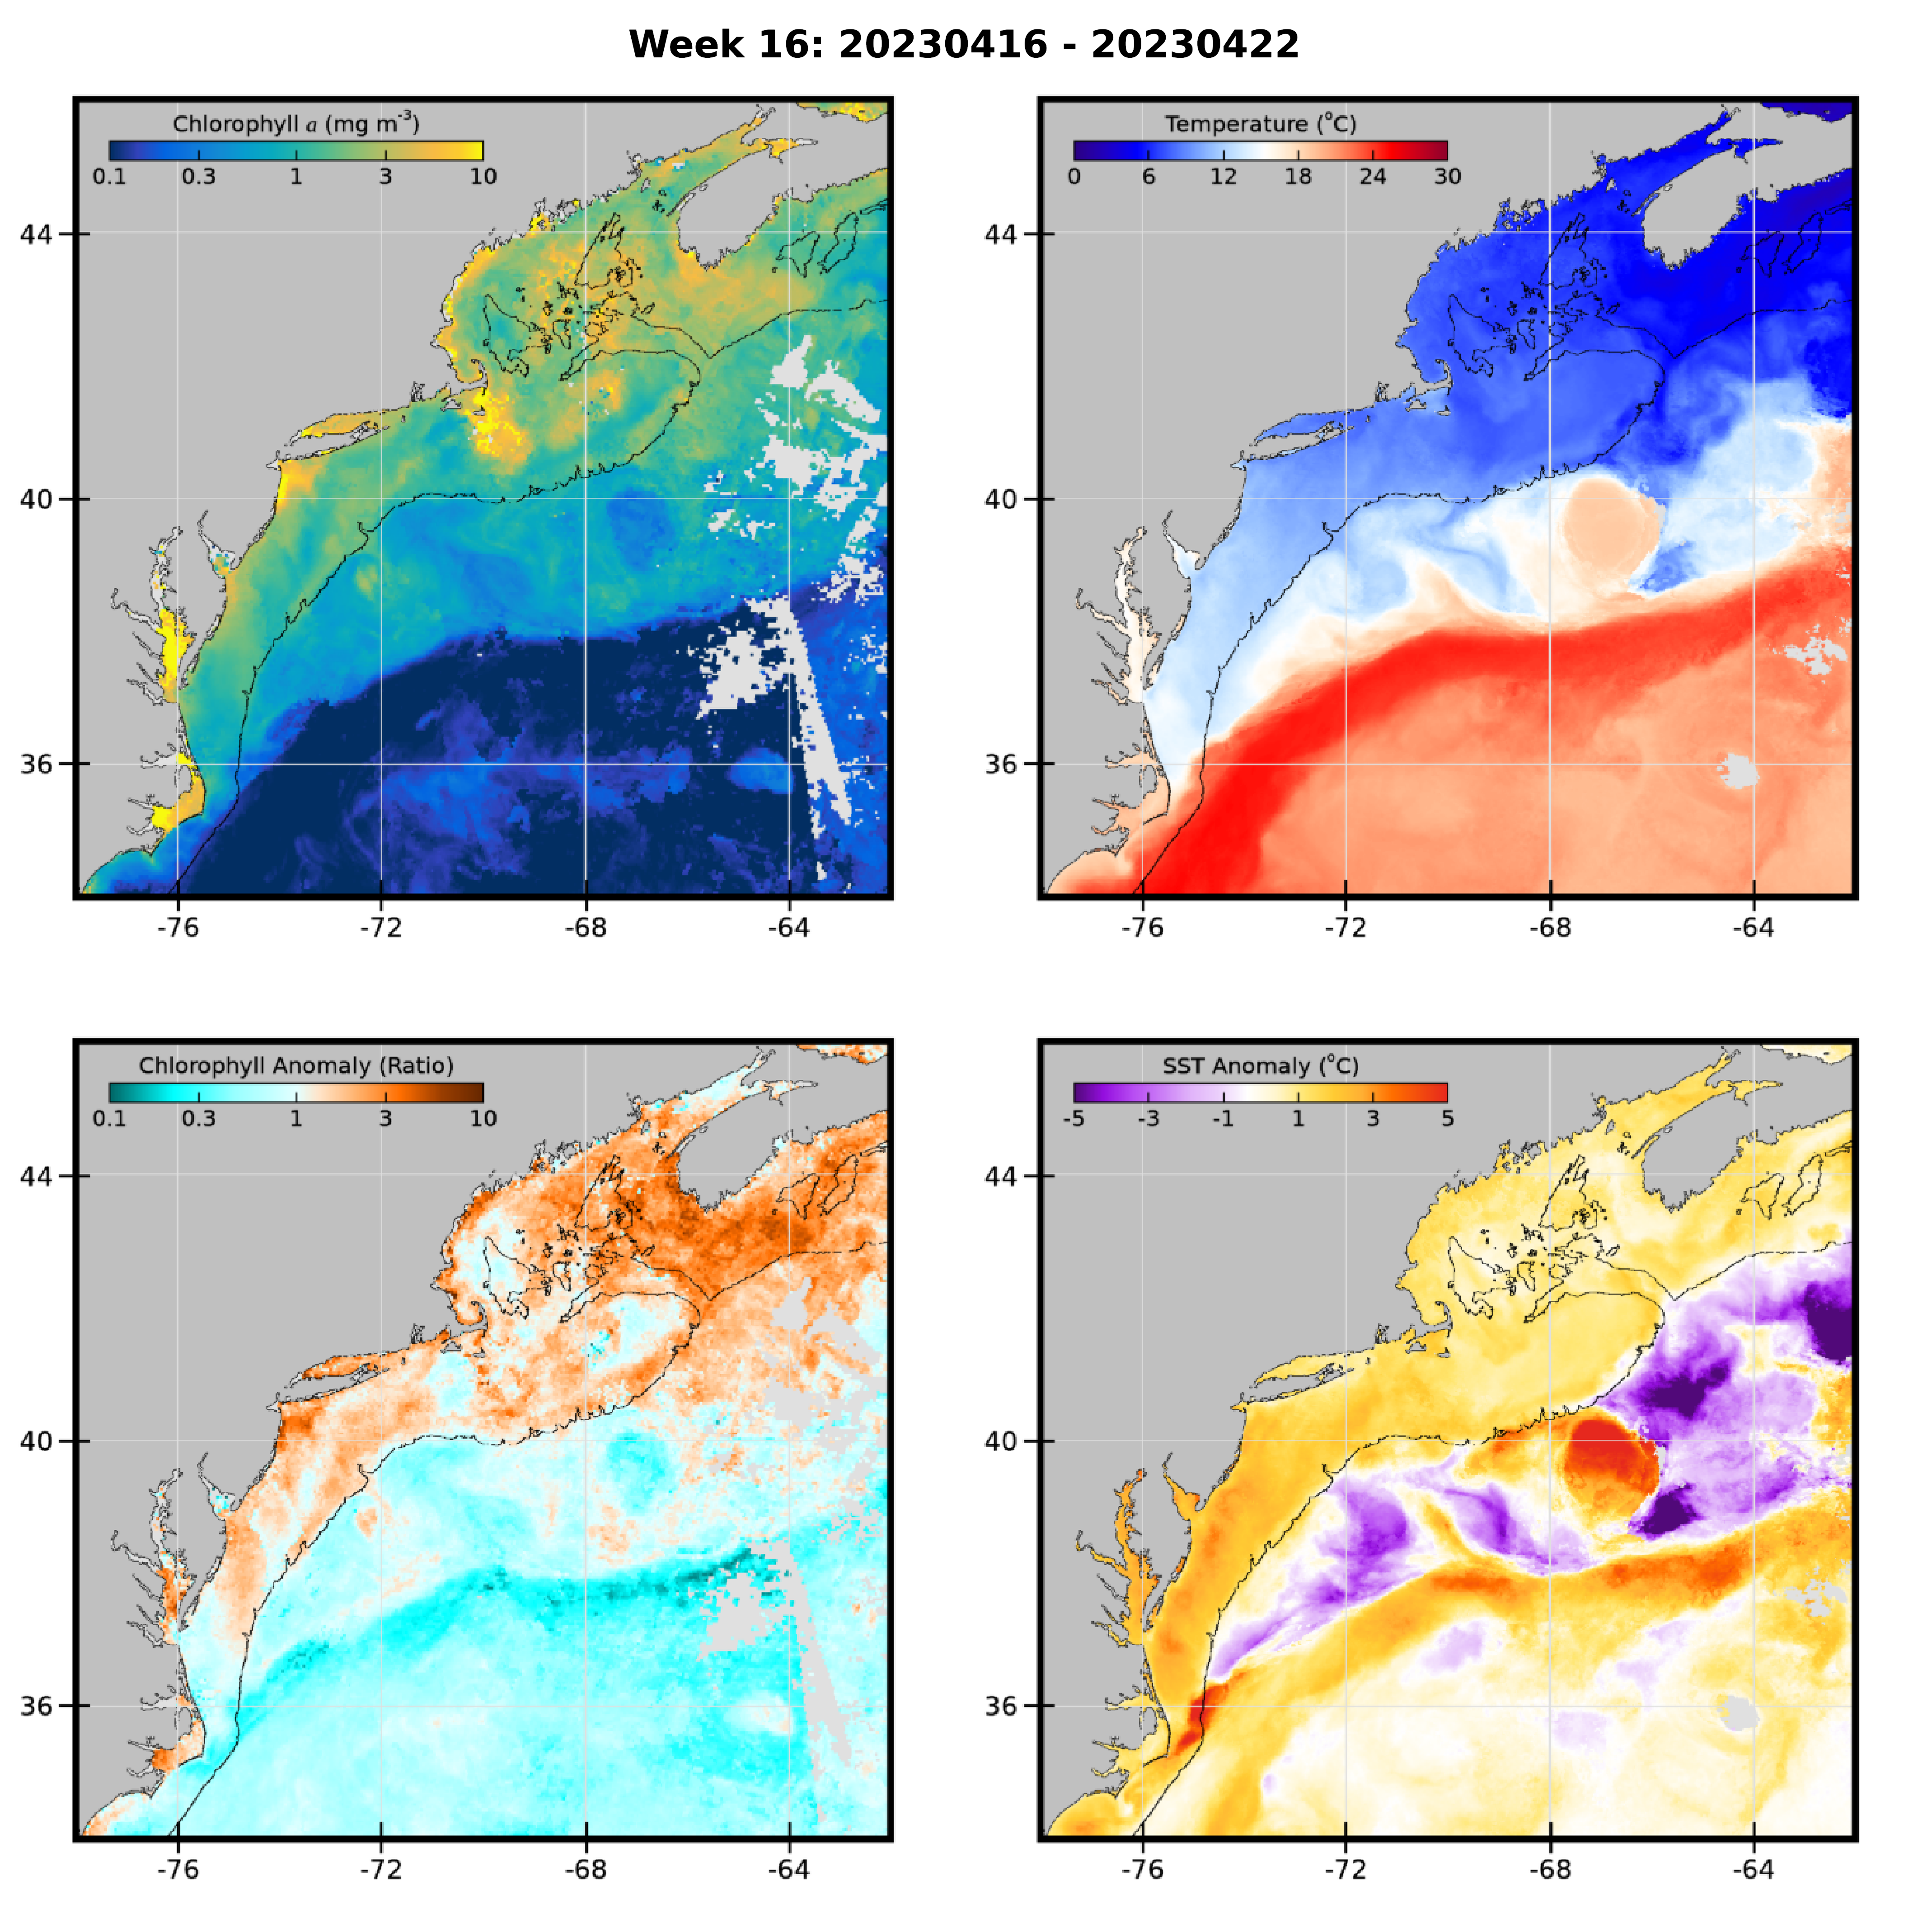 Week 16: 20230416 - 20230422
Chlorophyll a (mg m⁻³)
0.1 0.3 1 3 10
44
40
36
-76 -72 -68 -64
Temperature (°C)
0 6 12 18 24 30
44
40
36
-76 -72 -68 -64
Chlorophyll Anomaly (Ratio)
0.1 0.3 1 3 10
44
40
36
-76 -72 -68 -64
SST Anomaly (°C)
-5 -3 -1 1 3 5
44
40
36
-76 -72 -68 -64